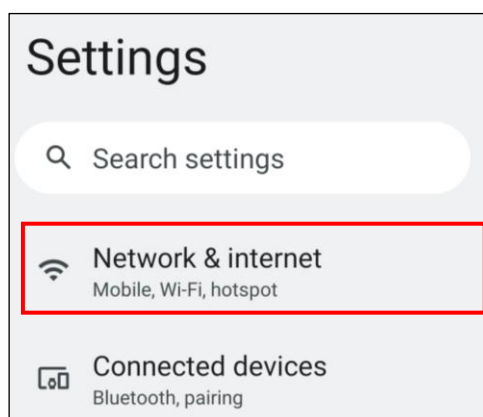 Settings
Search settings
Network & internet
Mobile, Wi-Fi, hotspot
Connected devices
Bluetooth, pairing